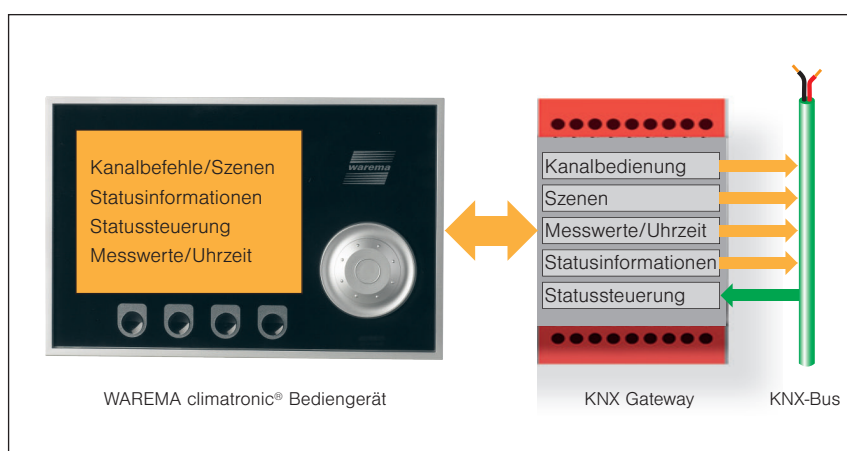 Kanalbefehle/Szenen
Statusinformationen
Statussteuerung
Messwerte/Uhrzeit
warema
Kanalbedienung
Szenen
Messwerte/Uhrzeit
Statusinformationen
Statussteuerung
WAREMA climatronic® Bediengerät
KNX Gateway
KNX-Bus